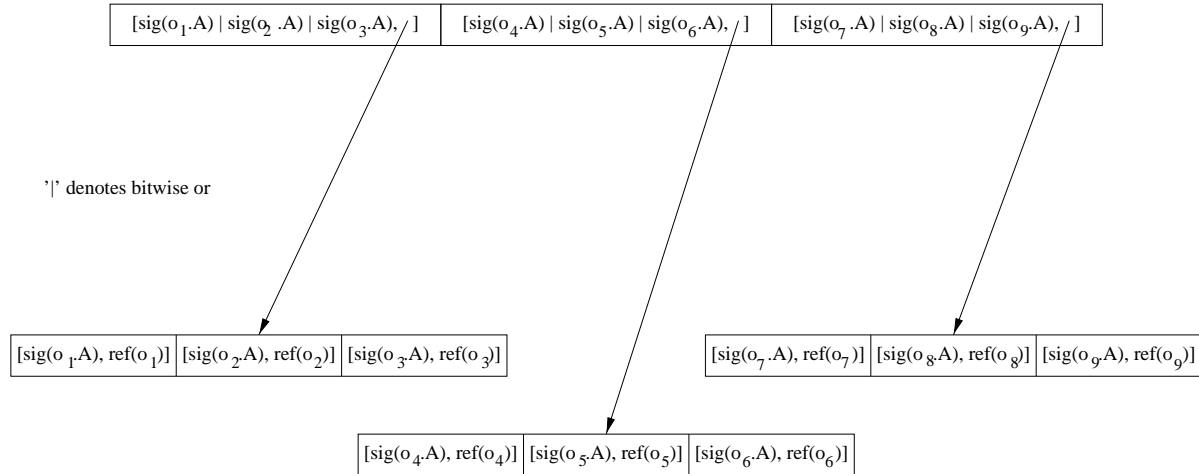 [sig(o₁.A) | sig(o₂ .A) | sig(o₃.A), ] [sig(o₄.A) | sig(o₅.A) | sig(o₆.A), ] [sig(o₇ .A) | sig(o₈.A) | sig(o₉.A), ]
'|' denotes bitwise or
[sig(o₁.A), ref(o₁)] [sig(o₂.A), ref(o₂)] [sig(o₃.A), ref(o₃)] [sig(o₇.A), ref(o₇)] [sig(o₈.A), ref(o₈)] [sig(o₉.A), ref(o₉)]
[sig(o₄.A), ref(o₄)] [sig(o₅.A), ref(o₅)] [sig(o₆.A), ref(o₆)]